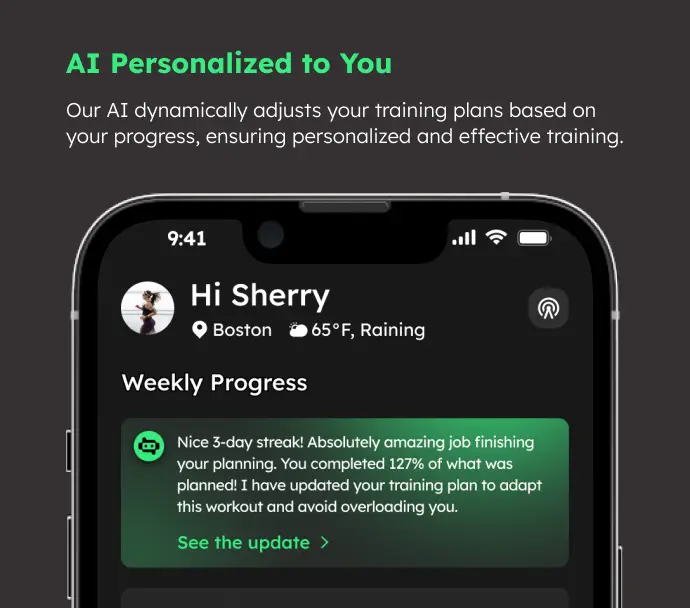 AI Personalized to You
Our AI dynamically adjusts your training plans based on
your progress, ensuring personalized and effective training.
9:41
Hi Sherry
Boston 65°F, Raining
Weekly Progress
Nice 3-day streak! Absolutely amazing job finishing
your planning. You completed 127% of what was
planned! I have updated your training plan to adapt
this workout and avoid overloading you.
See the update